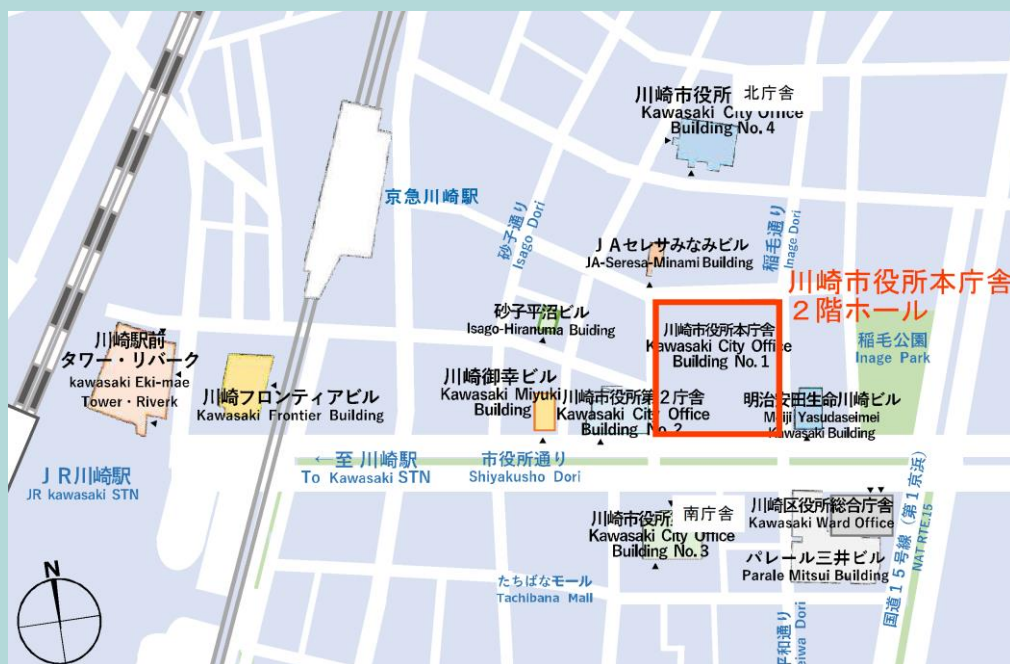 川崎市役所 北庁舎
Kawasaki City Office
Building No. 4
京急川崎駅
砂子通り
Isago Dori
稲毛通り
Inage Dori
JAセレサみなみビル
JA-Seresa-Minami Building
川崎市役所本庁舎
2階ホール
砂子平沼ビル
Isago-Hiranuma Buiding
川崎市役所本庁舎
Kawasaki City Office
Building No. 1
稲毛公園
Inage Park
川崎駅前
タワー・リバーク
kawasaki Eki-mae
Tower・Riverk
川崎フロンティアビル
Kawasaki Frontier Building
川崎御幸ビル
Kawasaki Miyuki
Building
川崎市役所第2庁舎
Kawasaki City Office
Building No. 2
明治安田生命川崎ビル
Meiji Yasudaseimei
Kawasaki Building
JR川崎駅
JR kawasaki STN
←至 川崎駅
To Kawasaki STN
市役所通り
Shiyakusho Dori
川崎市役所 南庁舎
Kawasaki City Office
Building No. 3
川崎区役所総合庁舎
Kawasaki Ward Office
パレール三井ビル
Parale Mitsui Building
国道15号線(第1京浜)
NAT RTE.15
たちばなモール
Tachibana Mall
平和通り
eiwa Dori
N